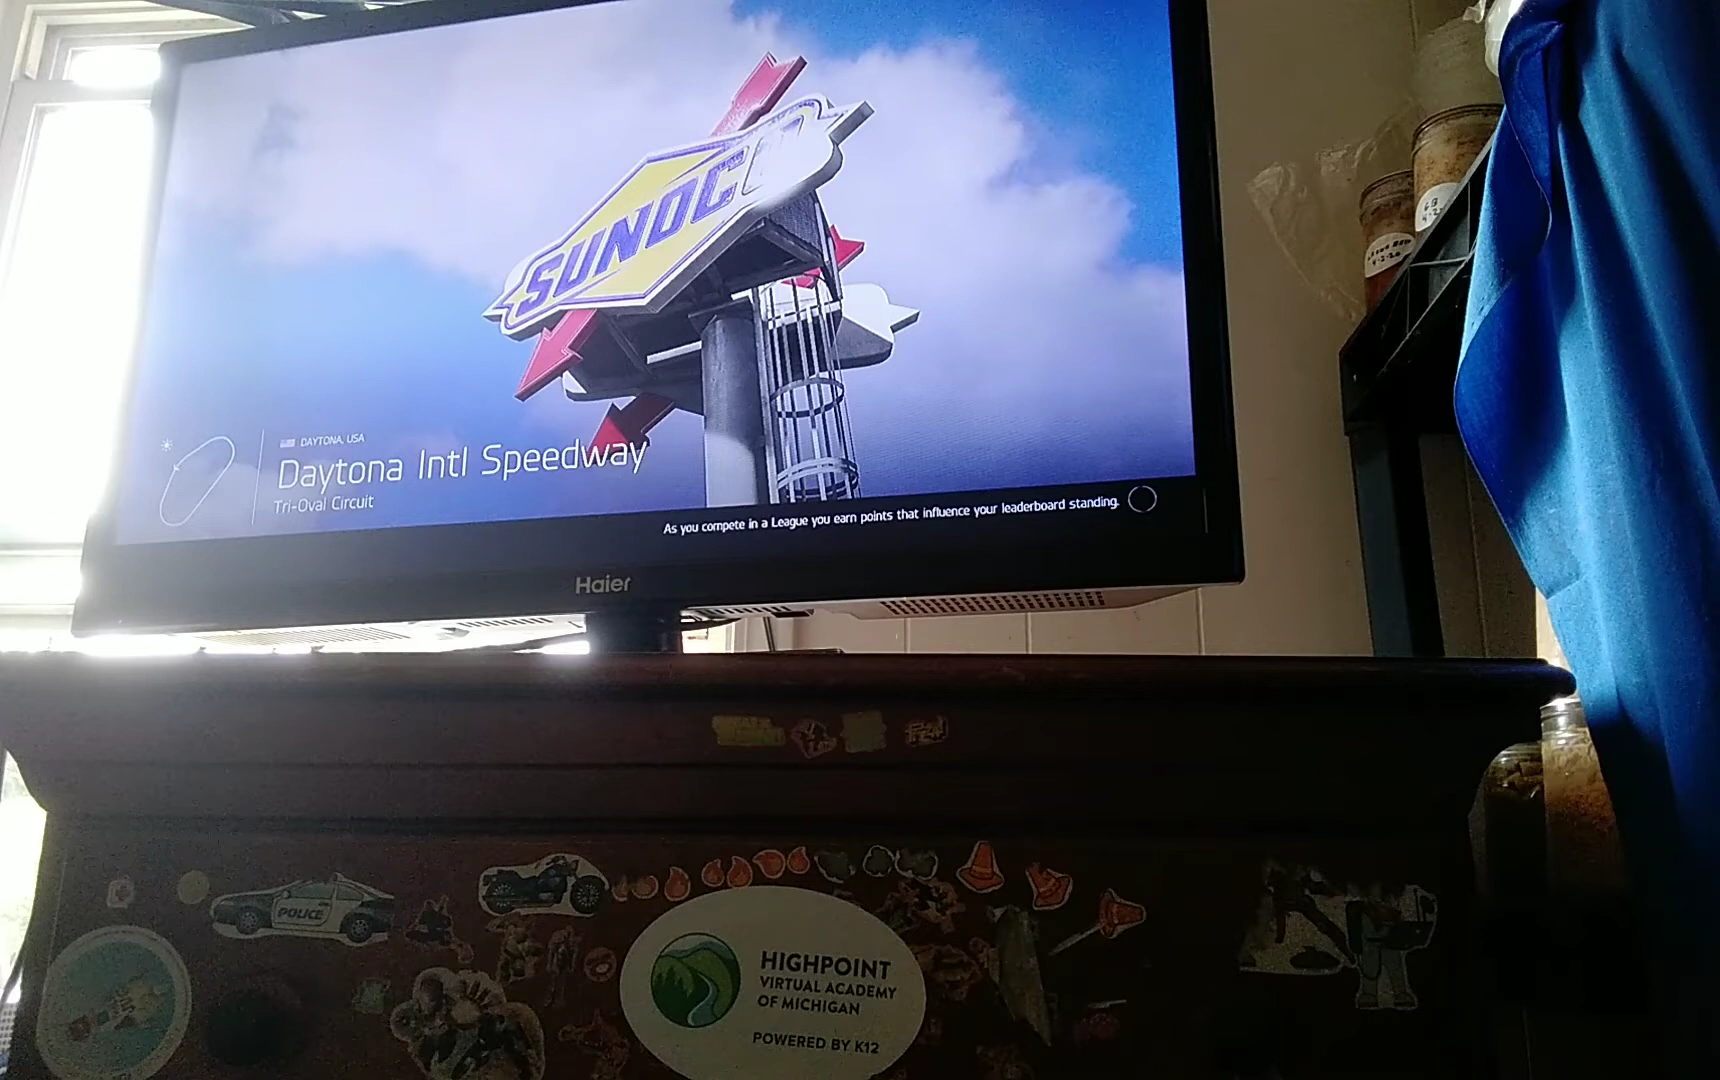 SUNOC
DAYTONA, USA
Daytona Intl Speedway
Tri-Oval Circuit
As you compete in a League you earn points that influence your leaderboard standing.
Haier
POLICE
HIGHPOINT
VIRTUAL ACADEMY
OF MICHIGAN
POWERED BY K12